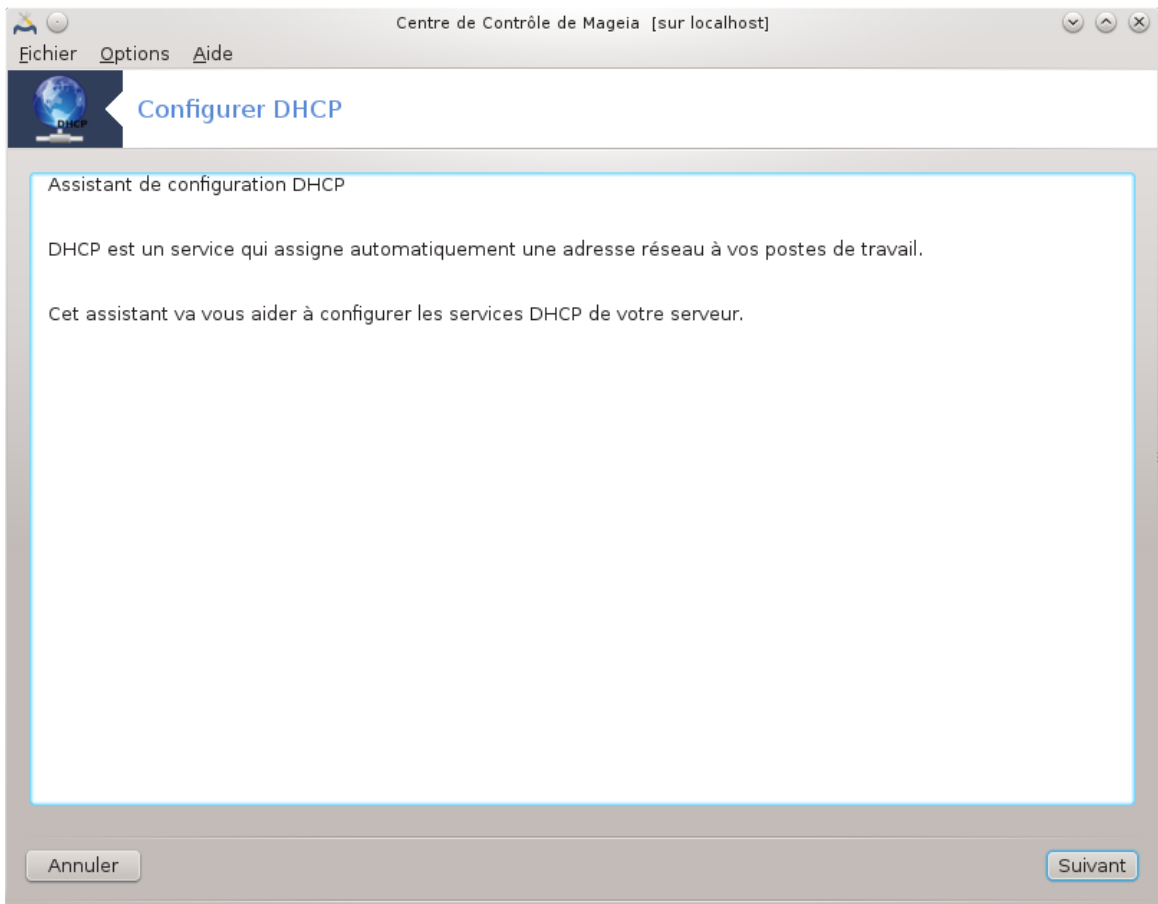 Centre de Contrôle de Mageia [sur localhost]
Fichier Options Aide
DHCP
Configurer DHCP
Assistant de configuration DHCP
DHCP est un service qui assigne automatiquement une adresse réseau à vos postes de travail.
Cet assistant va vous aider à configurer les services DHCP de votre serveur.
Annuler
Suivant